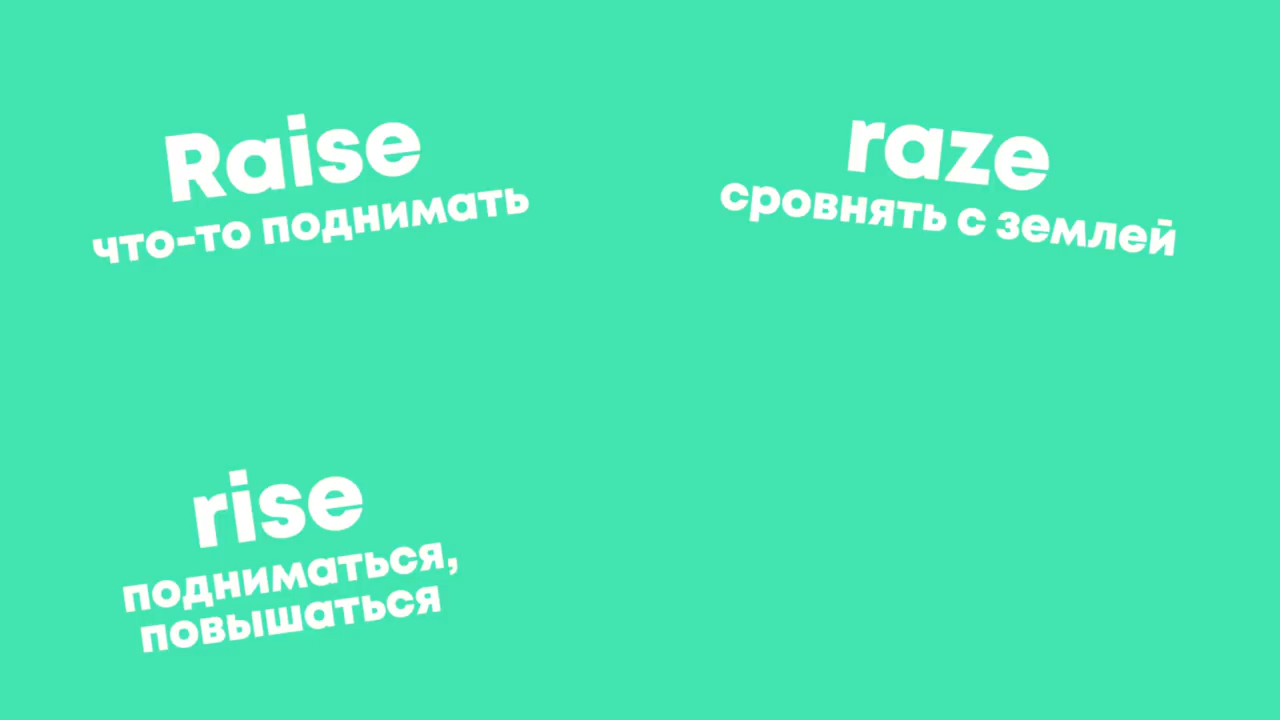 Raise
что-то поднимать
raze
сровнять с землей
rise
подниматься,
повышаться